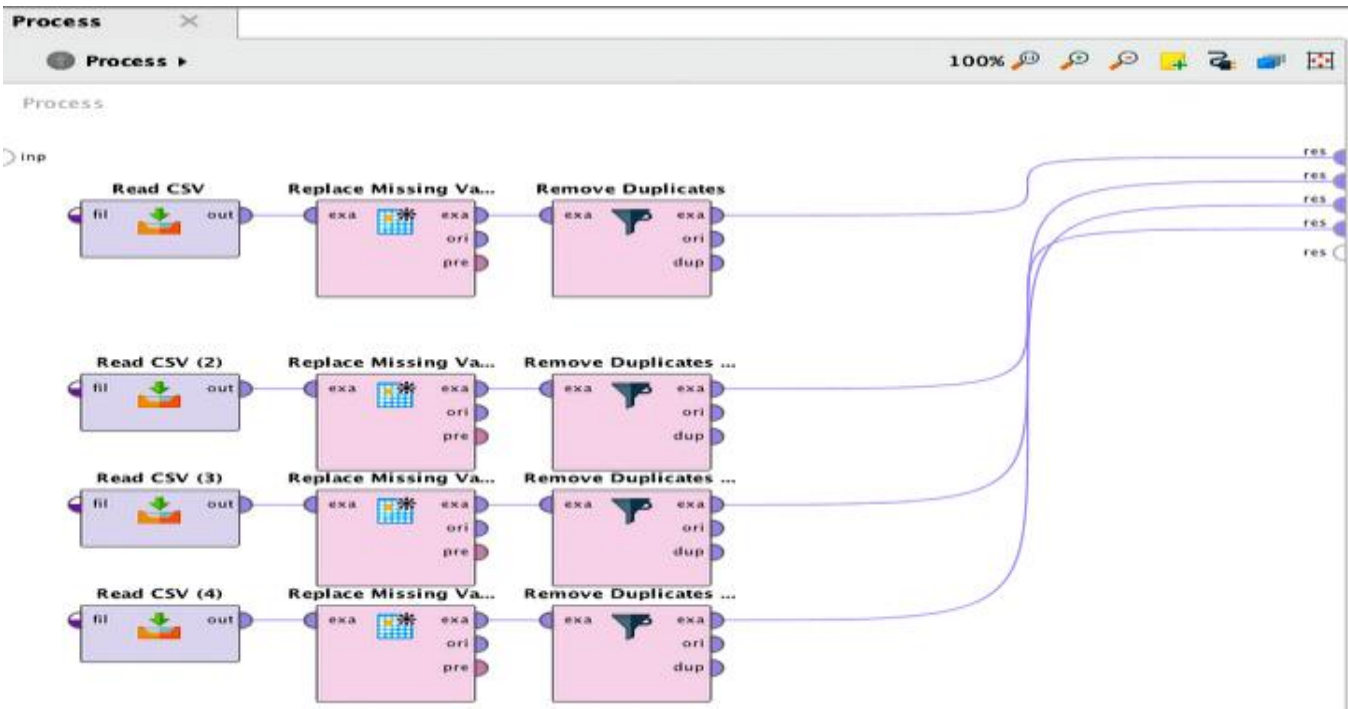 Process
Process
100%
Process
inp
res
res
res
res
res
Read CSV
Replace Missing Va...
Remove Duplicates
fil
out
exa
exa
ori
pre
exa
exa
ori
dup
Read CSV (2)
Replace Missing Va...
Remove Duplicates ...
fil
out
exa
exa
ori
pre
exa
exa
ori
dup
Read CSV (3)
Replace Missing Va...
Remove Duplicates ...
fil
out
exa
exa
ori
pre
exa
exa
ori
dup
Read CSV (4)
Replace Missing Va...
Remove Duplicates ...
fil
out
exa
exa
ori
pre
exa
exa
ori
dup